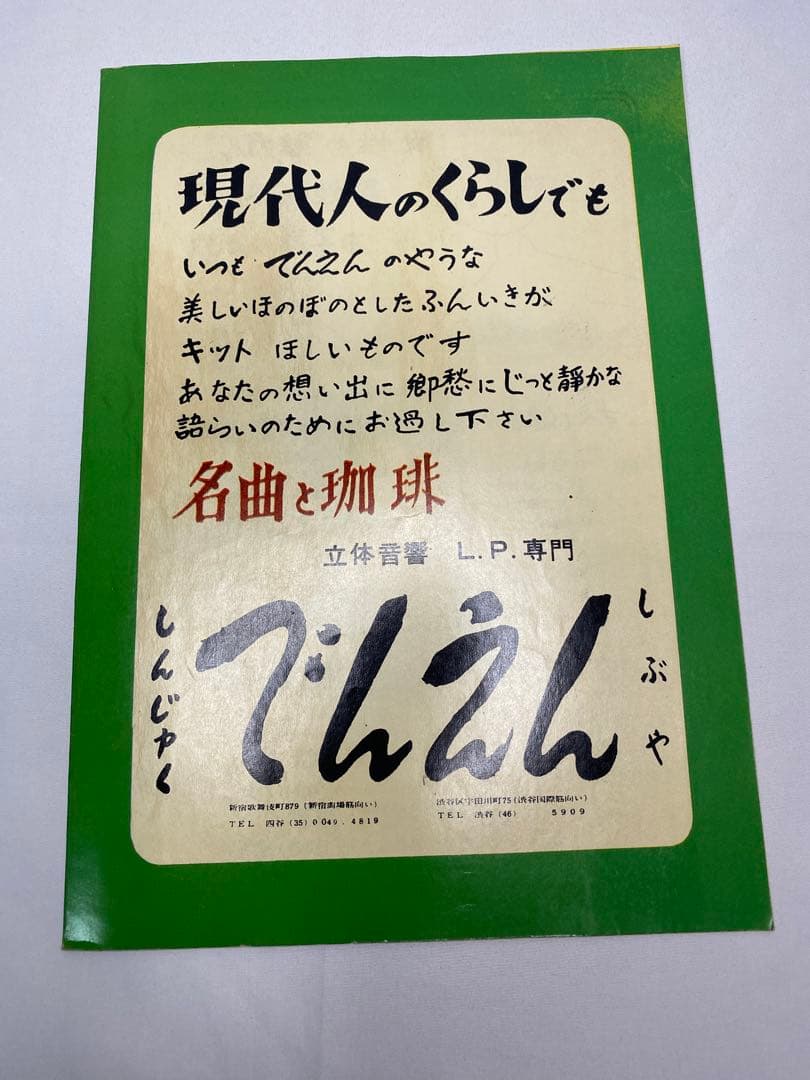 現代人のくらしでも
いつも でんえん のやうな
美しいほのぼのとしたふんいきが
キット ほしいものです
あなたの想い出に 郷愁にじっと靜かな
語らいのためにお過し下さい
名曲と珈琲
立体音響 L.P.専門
しんじゅく
でんえん
しぶや
新宿歌舞伎町879(新宿劇場筋向い)
TEL 四谷(35)0049.4819
渋谷区宇田川町75(渋谷国際筋向い)
TEL 渋谷(46) 5909